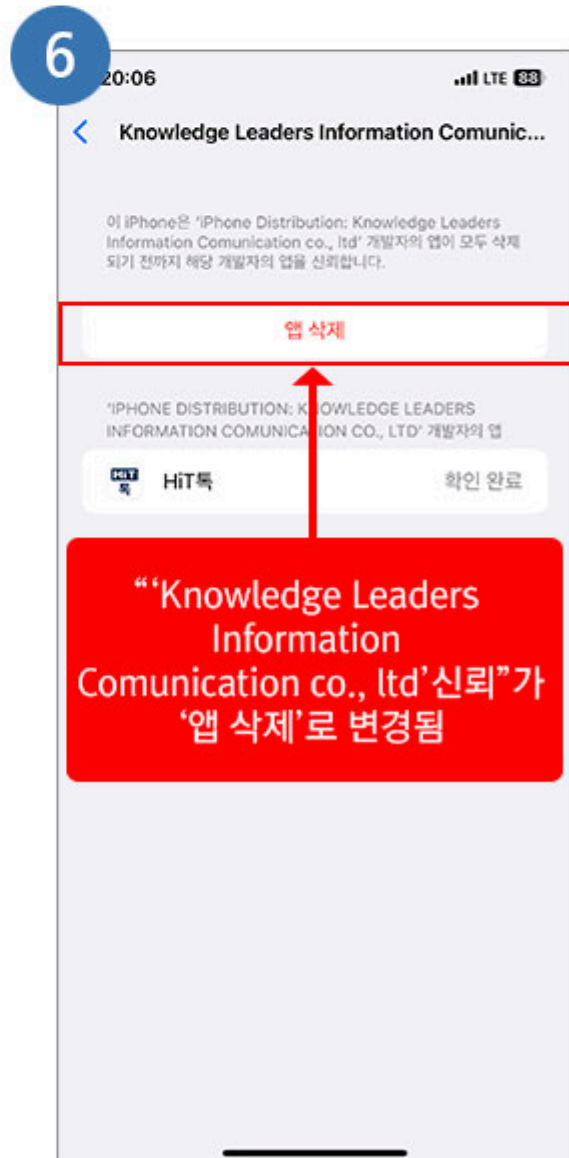 6
20:06
LTE 88
Knowledge Leaders Information Comunic...
이 iPhone은 'iPhone Distribution: Knowledge Leaders
Information Comunication co., ltd' 개발자의 앱이 모두 삭제
되기 전까지 해당 개발자의 앱을 신뢰합니다.
앱 삭제
'IPHONE DISTRIBUTION: KNOWLEDGE LEADERS
INFORMATION COMUNICATION CO., LTD' 개발자의 앱
HiT톡
HiT톡 확인 완료
“‘Knowledge Leaders
Information
Comunication co., ltd’신뢰”가
‘앱 삭제’로 변경됨